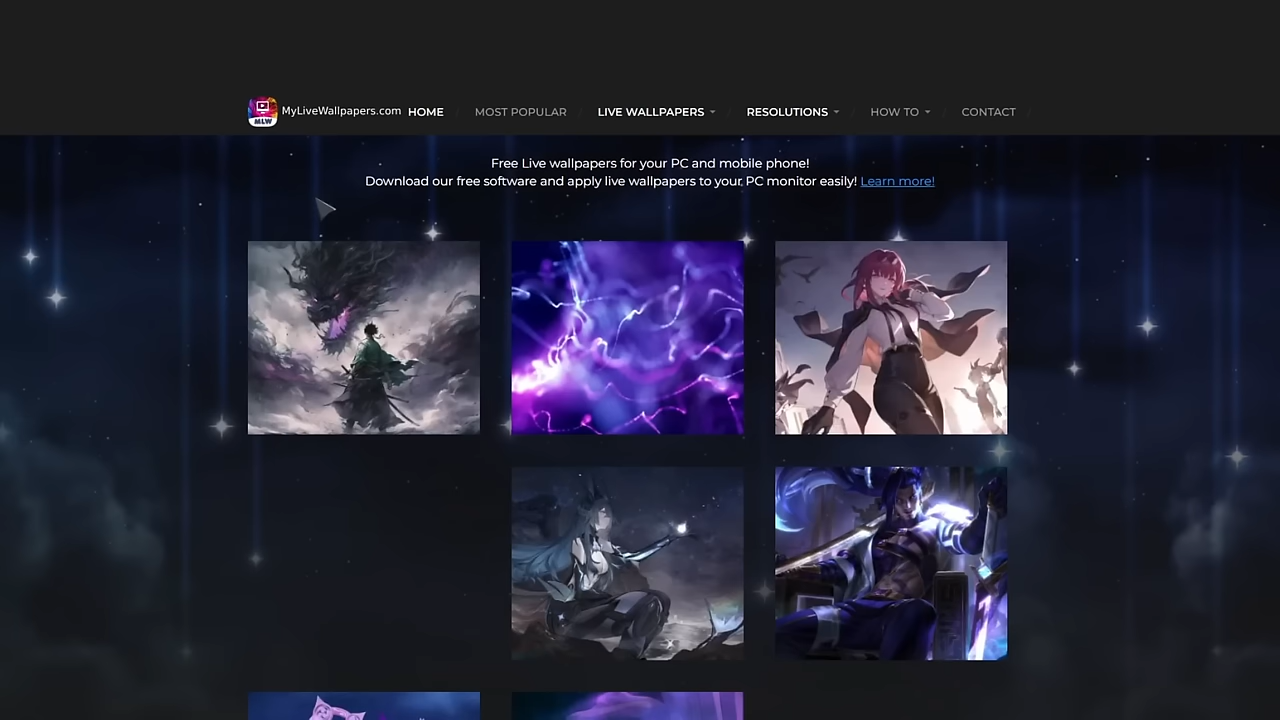 MLW
MyLiveWallpapers.com HOME MOST POPULAR LIVE WALLPAPERS RESOLUTIONS HOW TO CONTACT
Free Live wallpapers for your PC and mobile phone!
Download our free software and apply live wallpapers to your PC monitor easily! Learn more!